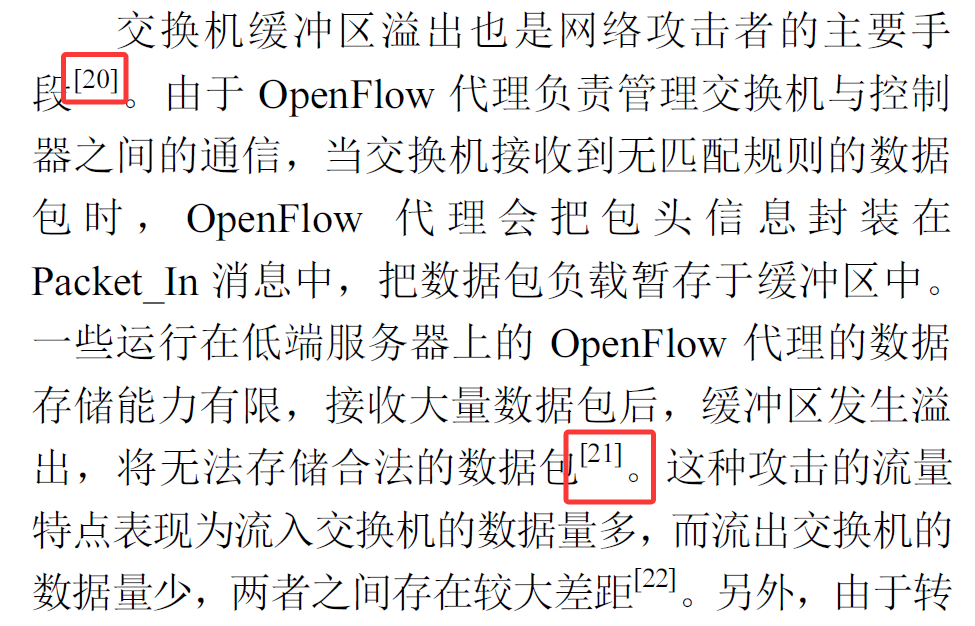 交换机缓冲区溢出也是网络攻击者的主要手
段[20]。由于 OpenFlow 代理负责管理交换机与控制
器之间的通信，当交换机接收到无匹配规则的数据
包时，OpenFlow 代理会把包头信息封装在
Packet_In 消息中，把数据包负载暂存于缓冲区中。
一些运行在低端服务器上的 OpenFlow 代理的数据
存储能力有限，接收大量数据包后，缓冲区发生溢
出，将无法存储合法的数据包[21]。这种攻击的流量
特点表现为流入交换机的数据量多，而流出交换机的
数据量少，两者之间存在较大差距[22]。另外，由于转